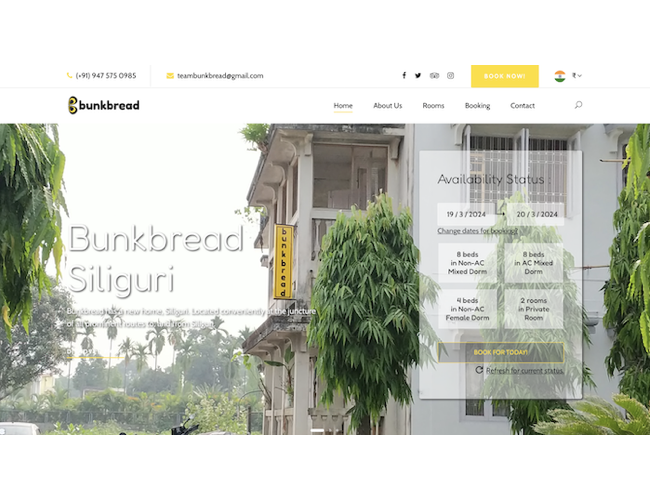 (+91) 947 575 0985
teambunkbread@gmail.com
BOOK NOW!
₹
bunkbread
Home
About Us
Rooms
Booking
Contact
Bunkbread
Siliguri
Bunkbread has a new home, Siliguri. Located conveniently at the juncture
of all prominent routes to and from Siliguri
bunkbread
Availability Status
19 / 3 / 2024
20 / 3 / 2024
Change dates for booking?
8 beds
in Non-AC
Mixed Dorm
8 beds
in AC Mixed
Dorm
4 beds
in Non-AC
Female Dorm
2 rooms
in Private
Room
BOOK FOR TODAY!
Refresh for current status.